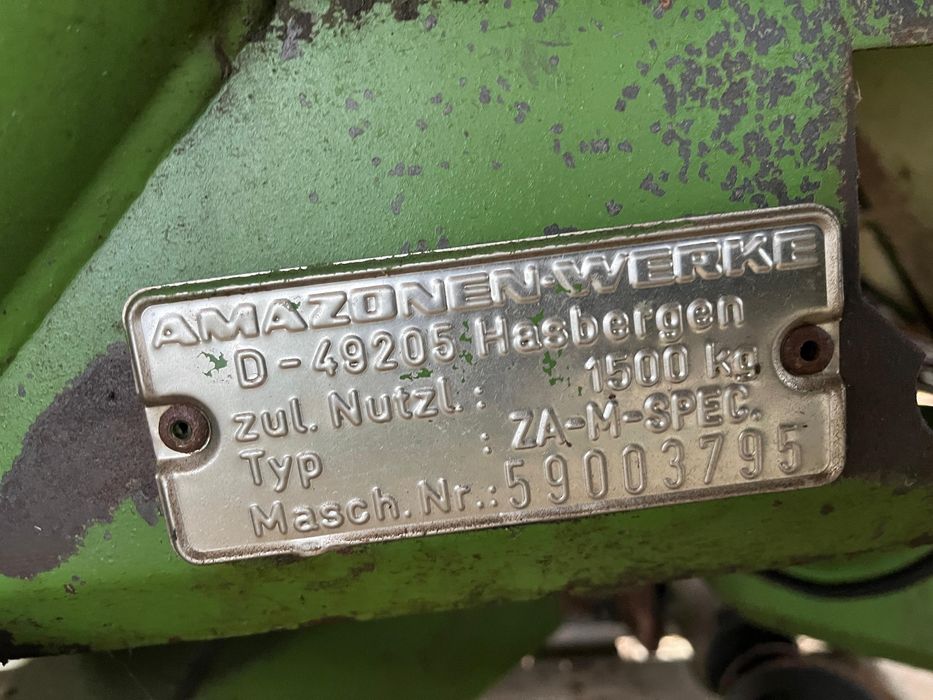 AMAZONEN-WERKE
D-49205 Hasbergen
zul. Nutzl.: 1500 kg
Typ : ZA-M-SPEC.
Masch. Nr.: 59003795